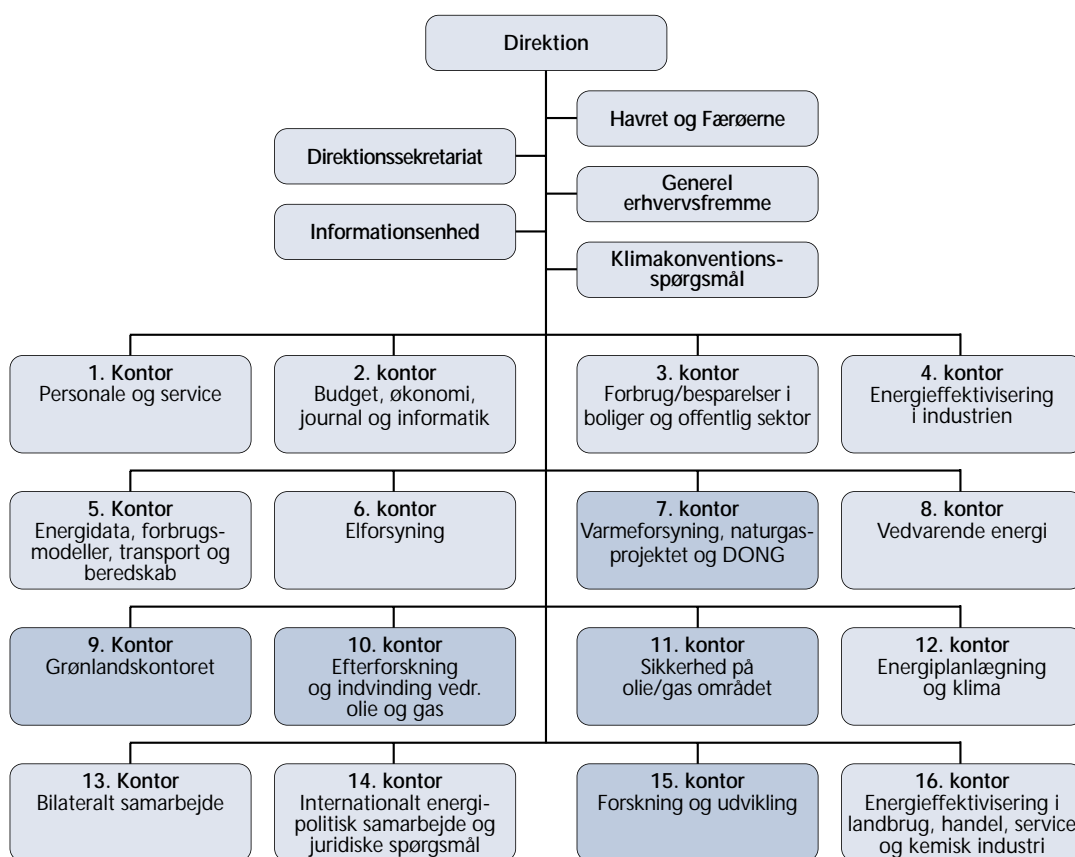 Direktion
Havret og Færøerne
Direktionssekretariat
Generel
erhvervsfremme
Informationsenhed
Klimakonventions-
spørgsmål
1. Kontor
Personale og service
2. kontor
Budget, økonomi,
journal og informatik
3. kontor
Forbrug/besparelser i
boliger og offentlig sektor
4. kontor
Energieffektivisering
i industrien
5. Kontor
Energidata, forbrugs-
modeller, transport og
beredskab
6. kontor
Elforsyning
7. kontor
Varmeforsyning, naturgas-
projektet og DONG
8. kontor
Vedvarende energi
9. Kontor
Grønlandskontoret
10. kontor
Efterforskning
og indvinding vedr.
olie og gas
11. kontor
Sikkerhed på
olie/gas området
12. kontor
Energiplanlægning
og klima
13. Kontor
Bilateralt samarbejde
14. kontor
Internationalt energi-
politisk samarbejde og
juridiske spørgsmål
15. kontor
Forskning og udvikling
16. kontor
Energieffektivisering i
landbrug, handel, service
og kemisk industri